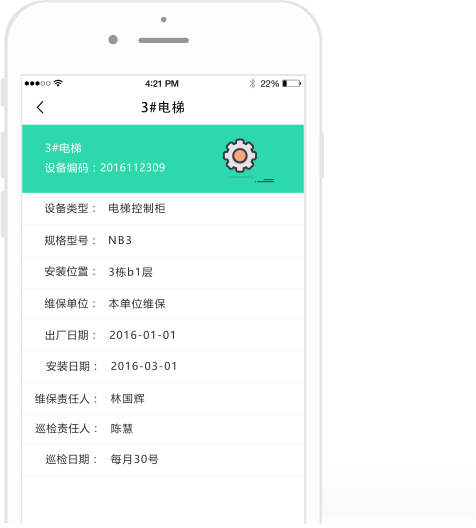 4:21 PM 22%
3#电梯
3#电梯
设备编码：2016112309
设备类型： 电梯控制柜
规格型号： NB3
安装位置： 3栋b1层
维保单位： 本单位维保
出厂日期： 2016-01-01
安装日期： 2016-03-01
维保责任人： 林国辉
巡检责任人： 陈慧
巡检日期： 每月30号